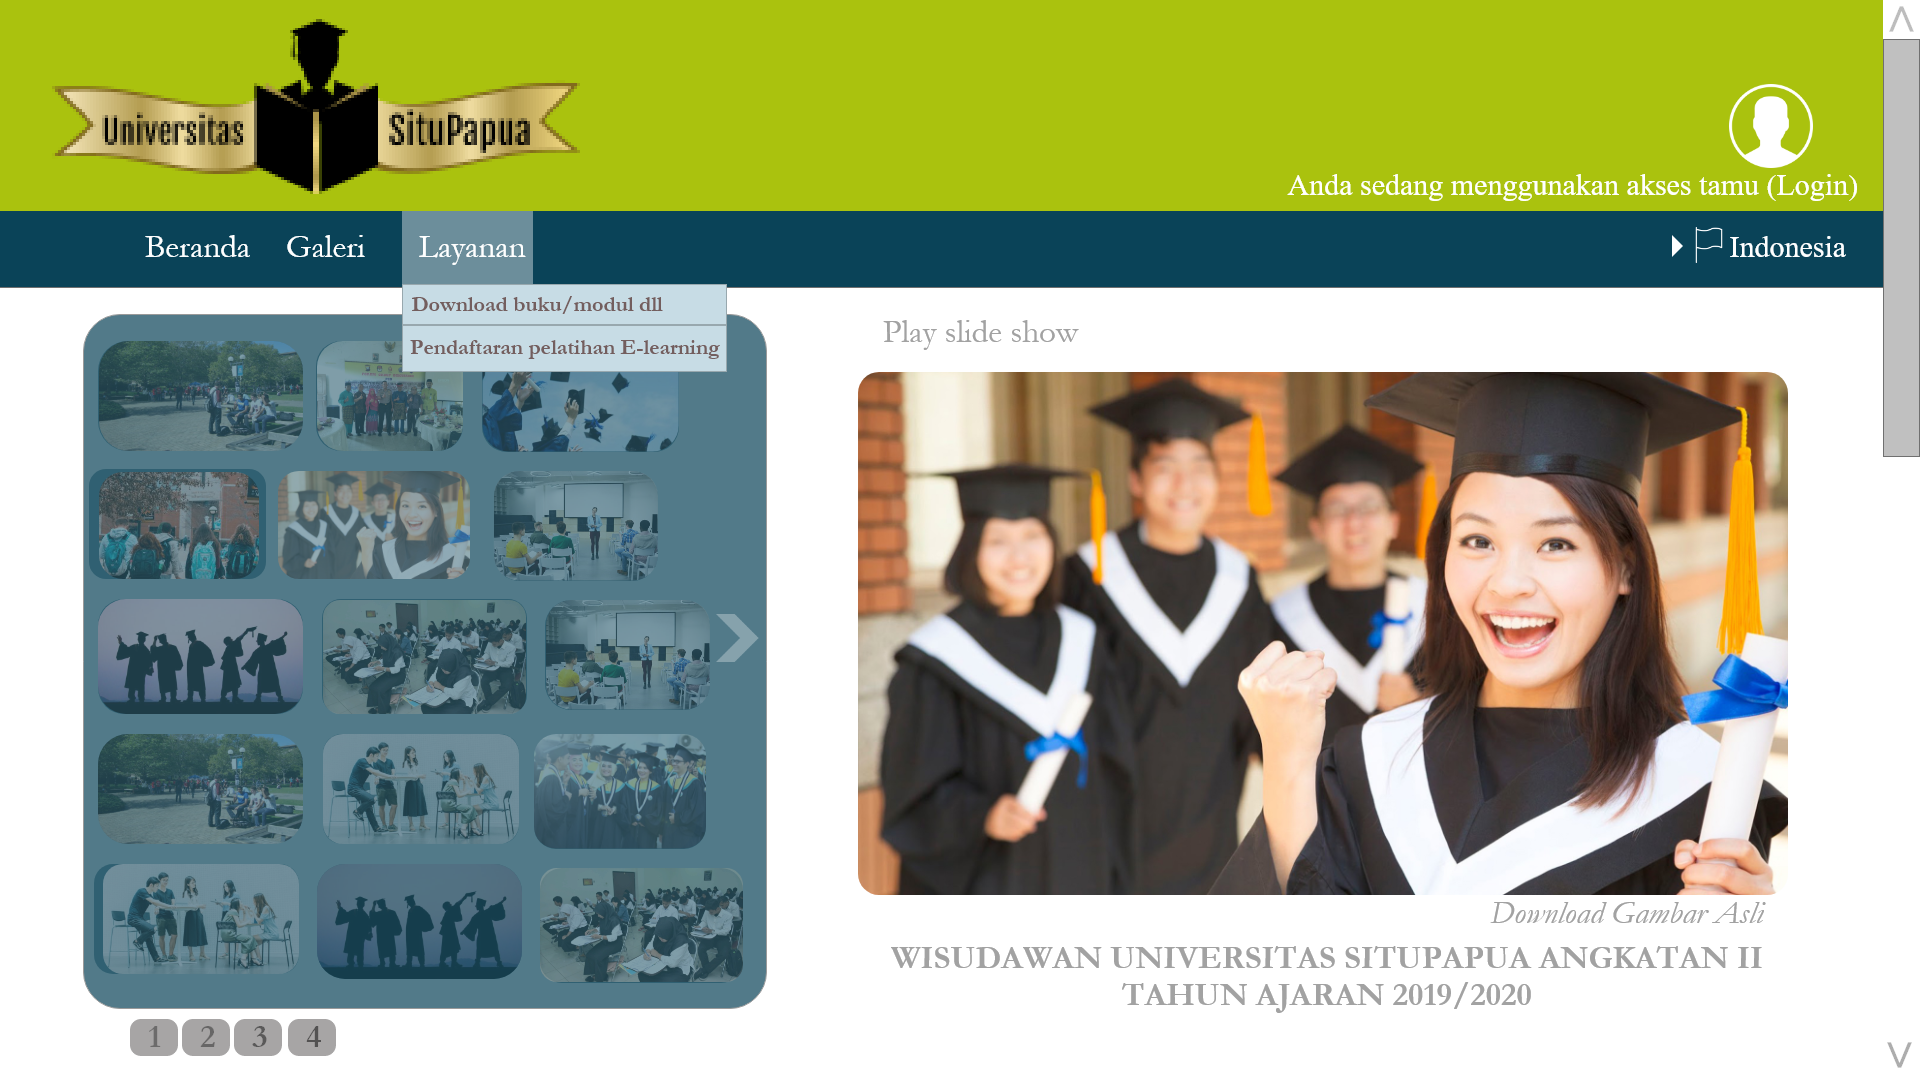 Universitas SituPapua
Anda sedang menggunakan akses tamu (Login)
Beranda Galeri Layanan Indonesia
Download buku/modul dll
Pendaftaran pelatihan E-learning
Play slide show
Download Gambar Asli
WISUDAWAN UNIVERSITAS SITUPAPUA ANGKATAN II
TAHUN AJARAN 2019/2020
1 2 3 4